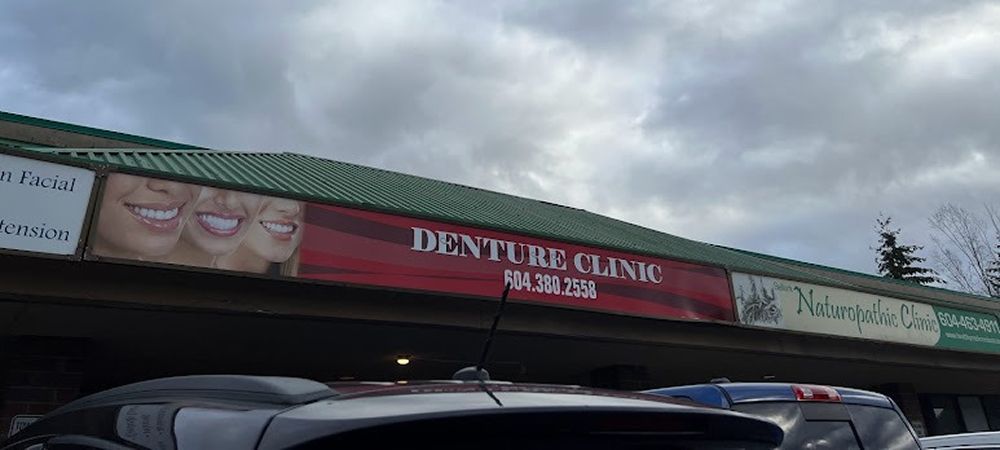 n Facial
tension
DENTURE CLINIC
604.380.2558
Naturopathic Clinic
604-463-4911